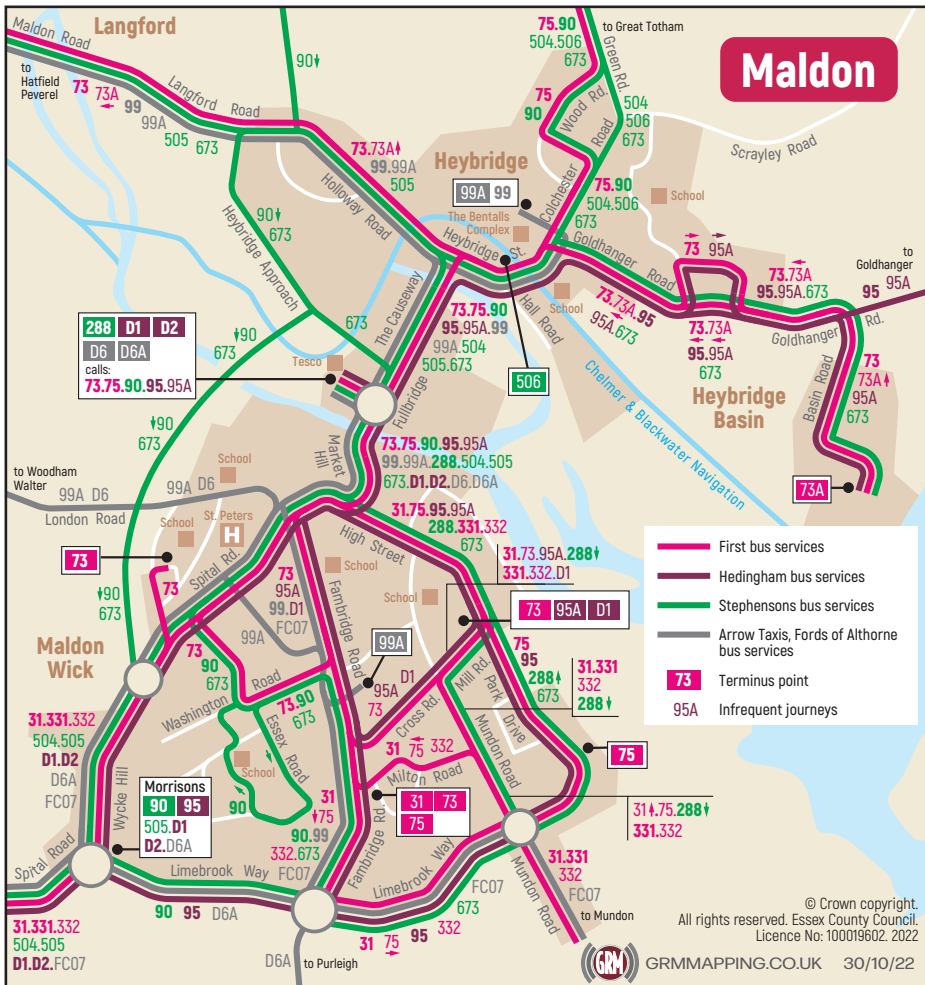 Maldon
Langford
Maldon Road
to
Hatfield
Peverel
73 73A
99
99A
505 673
Langford Road
90
73.73A
99.99A
505
Holloway Road
75.90
504.506
673
to Great Totham
Green Rd.
75
90
Wood Rd.
504
506
673
Scrayley Road
Heybridge
99A 99
The Bentalls
Complex
Colchester Road
75.90
504.506
673
School
Heybridge St.
Goldhanger Road
73 95A
73.73A
95.95A.673
to
Goldhanger
95 95A
Goldhanger Rd.
73.73A.95
95A.673
73.73A
95.95A
673
School
Hall Road
506
Basin Road
73
73A
95A
673
Heybridge
Basin
73A
Chelmer & Blackwater Navigation
Heybridge Approach
90
673
673
The Causeway
73.75.90
95.95A.99
99A.504
505.673
Fullbridge
288 D1 D2
D6 D6A
calls:
73.75.90.95.95A
Tesco
90
673
90
673
Market Hill
73.75.90.95.95A
99.99A.288.504.505
673.D1.D2.D6.D6A
to Woodham
Walter
99A D6
99A D6
London Road
School
School
St. Peters
H
31.75.95.95A
288.331.332
673
High Street
73
73
Spital Rd.
90
673
73
95A
99.D1
FC07
School
Fambridge Road
School
31.73.95A.288
331.332.D1
73 95A D1
99A
99A
Maldon
Wick
73
90
673
Washington Road
73.90
673
Essex Road
School
90
95A D1
73
Cross Rd.
Mill Rd.
Park Drive
75
95
288
673
31.331
332
288
75
31 75 332
Milton Road
Mundon Road
31 73
75
31.75.288
331.332
31.331.332
504.505
D1.D2
D6A
FC07
Wycke Hill
Morrisons
90 95
505.D1
D2.D6A
31
75
90.99
332.673
FC07
Fambridge Rd.
Limebrook Way
FC07
673
31.331
332
FC07
Mundon Road
to Mundon
Spital Road
Limebrook Way
90 95 D6A
31.331.332
504.505
D1.D2.FC07
D6A
to Purleigh
31 75 95 332
First bus services
Hedingham bus services
Stephensons bus services
Arrow Taxis, Fords of Althorne
bus services
73 Terminus point
95A Infrequent journeys
© Crown copyright.
All rights reserved. Essex County Council.
Licence No: 100019602. 2022
GRM GRMMAPPING.CO.UK 30/10/22